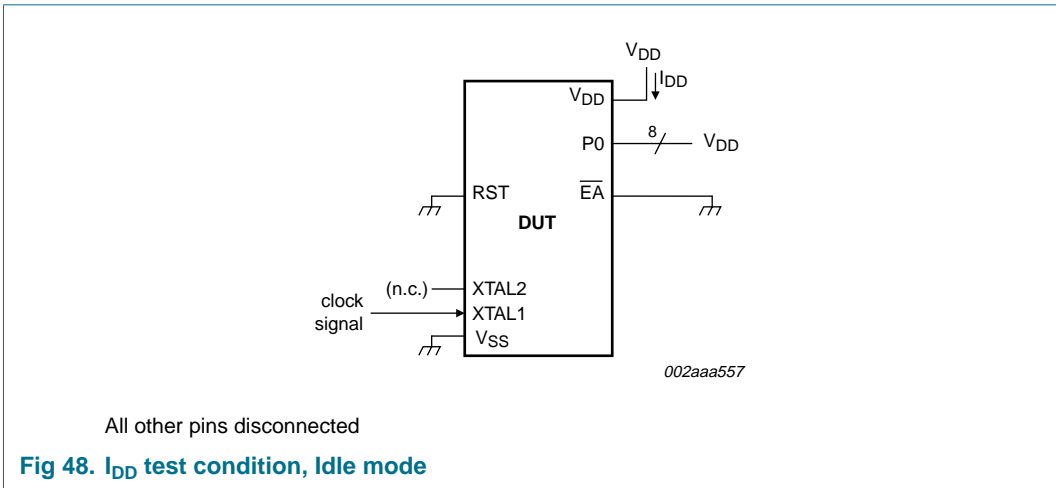 VDD
IDD
VDD
8
P0
VDD
RST
EA
DUT
(n.c.)
XTAL2
clock
signal
XTAL1
VSS
002aaa557
All other pins disconnected
Fig 48. IDD test condition, Idle mode